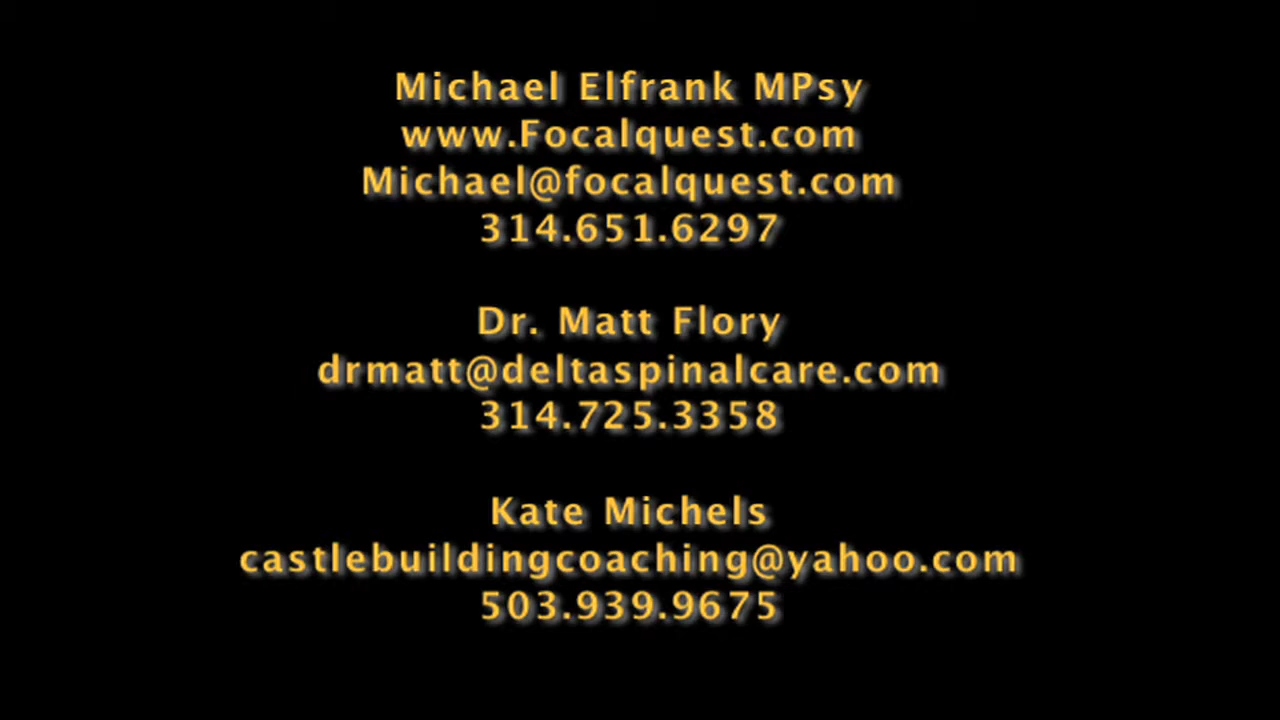 Michael Elfrank MPsy
www.Focalquest.com
Michael@focalquest.com
314.651.6297
Dr. Matt Flory
drmatt@deltaspinalcare.com
314.725.3358
Kate Michels
castlebuildingcoaching@yahoo.com
503.939.9675